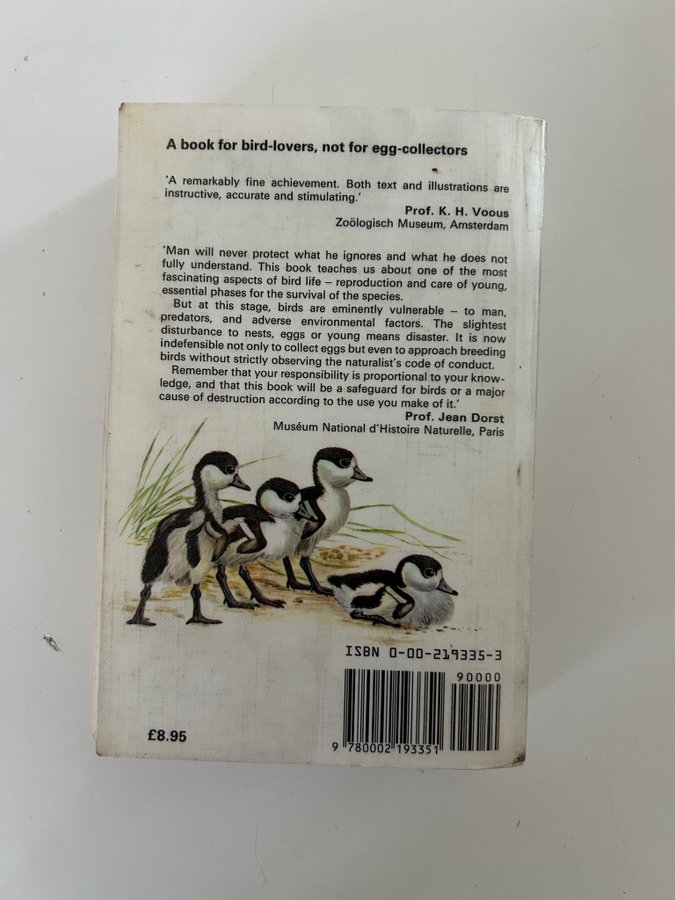 A book for bird-lovers, not for egg-collectors
'A remarkably fine achievement. Both text and illustrations are
instructive, accurate and stimulating.'
Prof. K. H. Voous
Zoölogisch Museum, Amsterdam
'Man will never protect what he ignores and what he does not
fully understand. This book teaches us about one of the most
fascinating aspects of bird life – reproduction and care of young,
essential phases for the survival of the species.
But at this stage, birds are eminently vulnerable – to man,
predators, and adverse environmental factors. The slightest
disturbance to nests, eggs or young means disaster. It is now
indefensible not only to collect eggs but even to approach breeding
birds without strictly observing the naturalist's code of conduct.
Remember that your responsibility is proportional to your know-
ledge, and that this book will be a safeguard for birds or a major
cause of destruction according to the use you make of it.'
Prof. Jean Dorst
Muséum National d'Histoire Naturelle, Paris
ISBN 0-00-219335-3
90000
9 780002 193351
£8.95